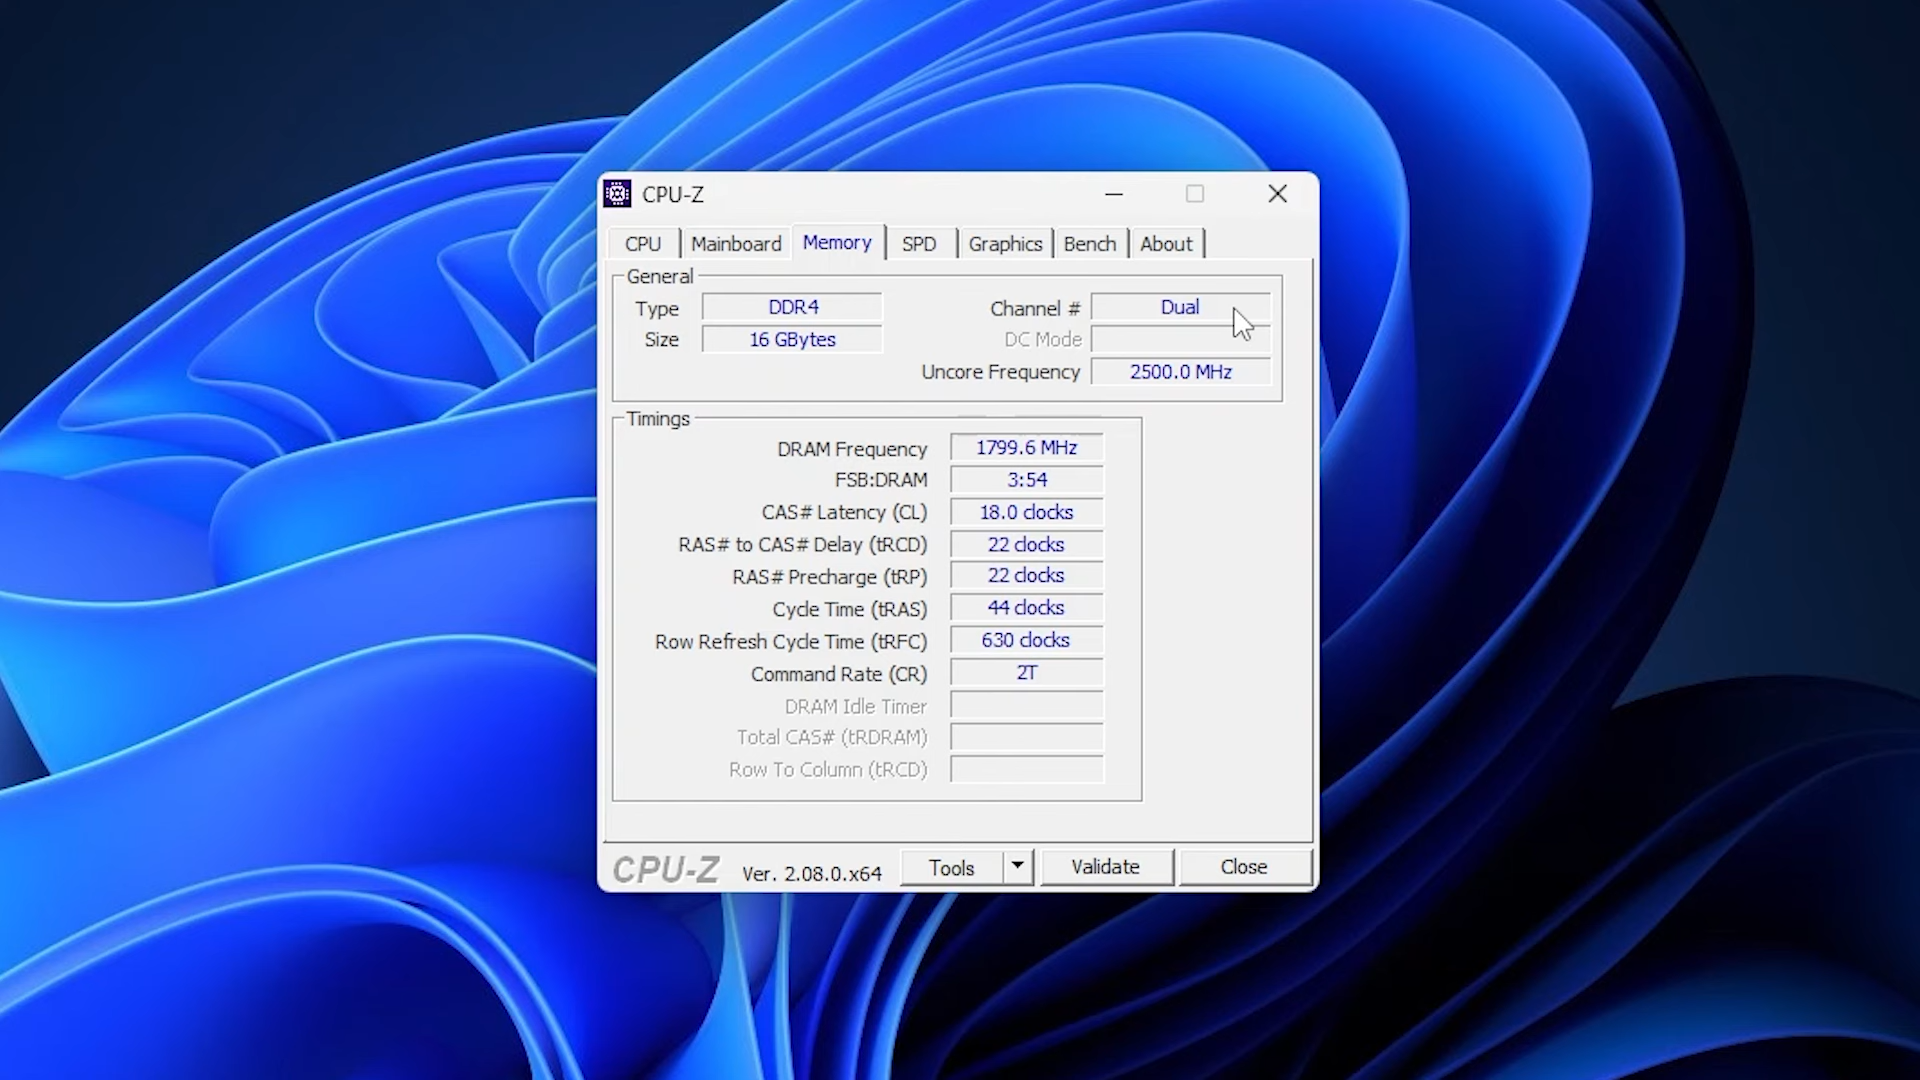 CPU-Z
CPU Mainboard Memory SPD Graphics Bench About
General
Type DDR4 Channel # Dual
Size 16 GBytes DC Mode
Uncore Frequency 2500.0 MHz
Timings
DRAM Frequency 1799.6 MHz
FSB:DRAM 3:54
CAS# Latency (CL) 18.0 clocks
RAS# to CAS# Delay (tRCD) 22 clocks
RAS# Precharge (tRP) 22 clocks
Cycle Time (tRAS) 44 clocks
Row Refresh Cycle Time (tRFC) 630 clocks
Command Rate (CR) 2T
DRAM Idle Timer
Total CAS# (tRDRAM)
Row To Column (tRCD)
CPU-Z Ver. 2.08.0.x64 Tools Validate Close